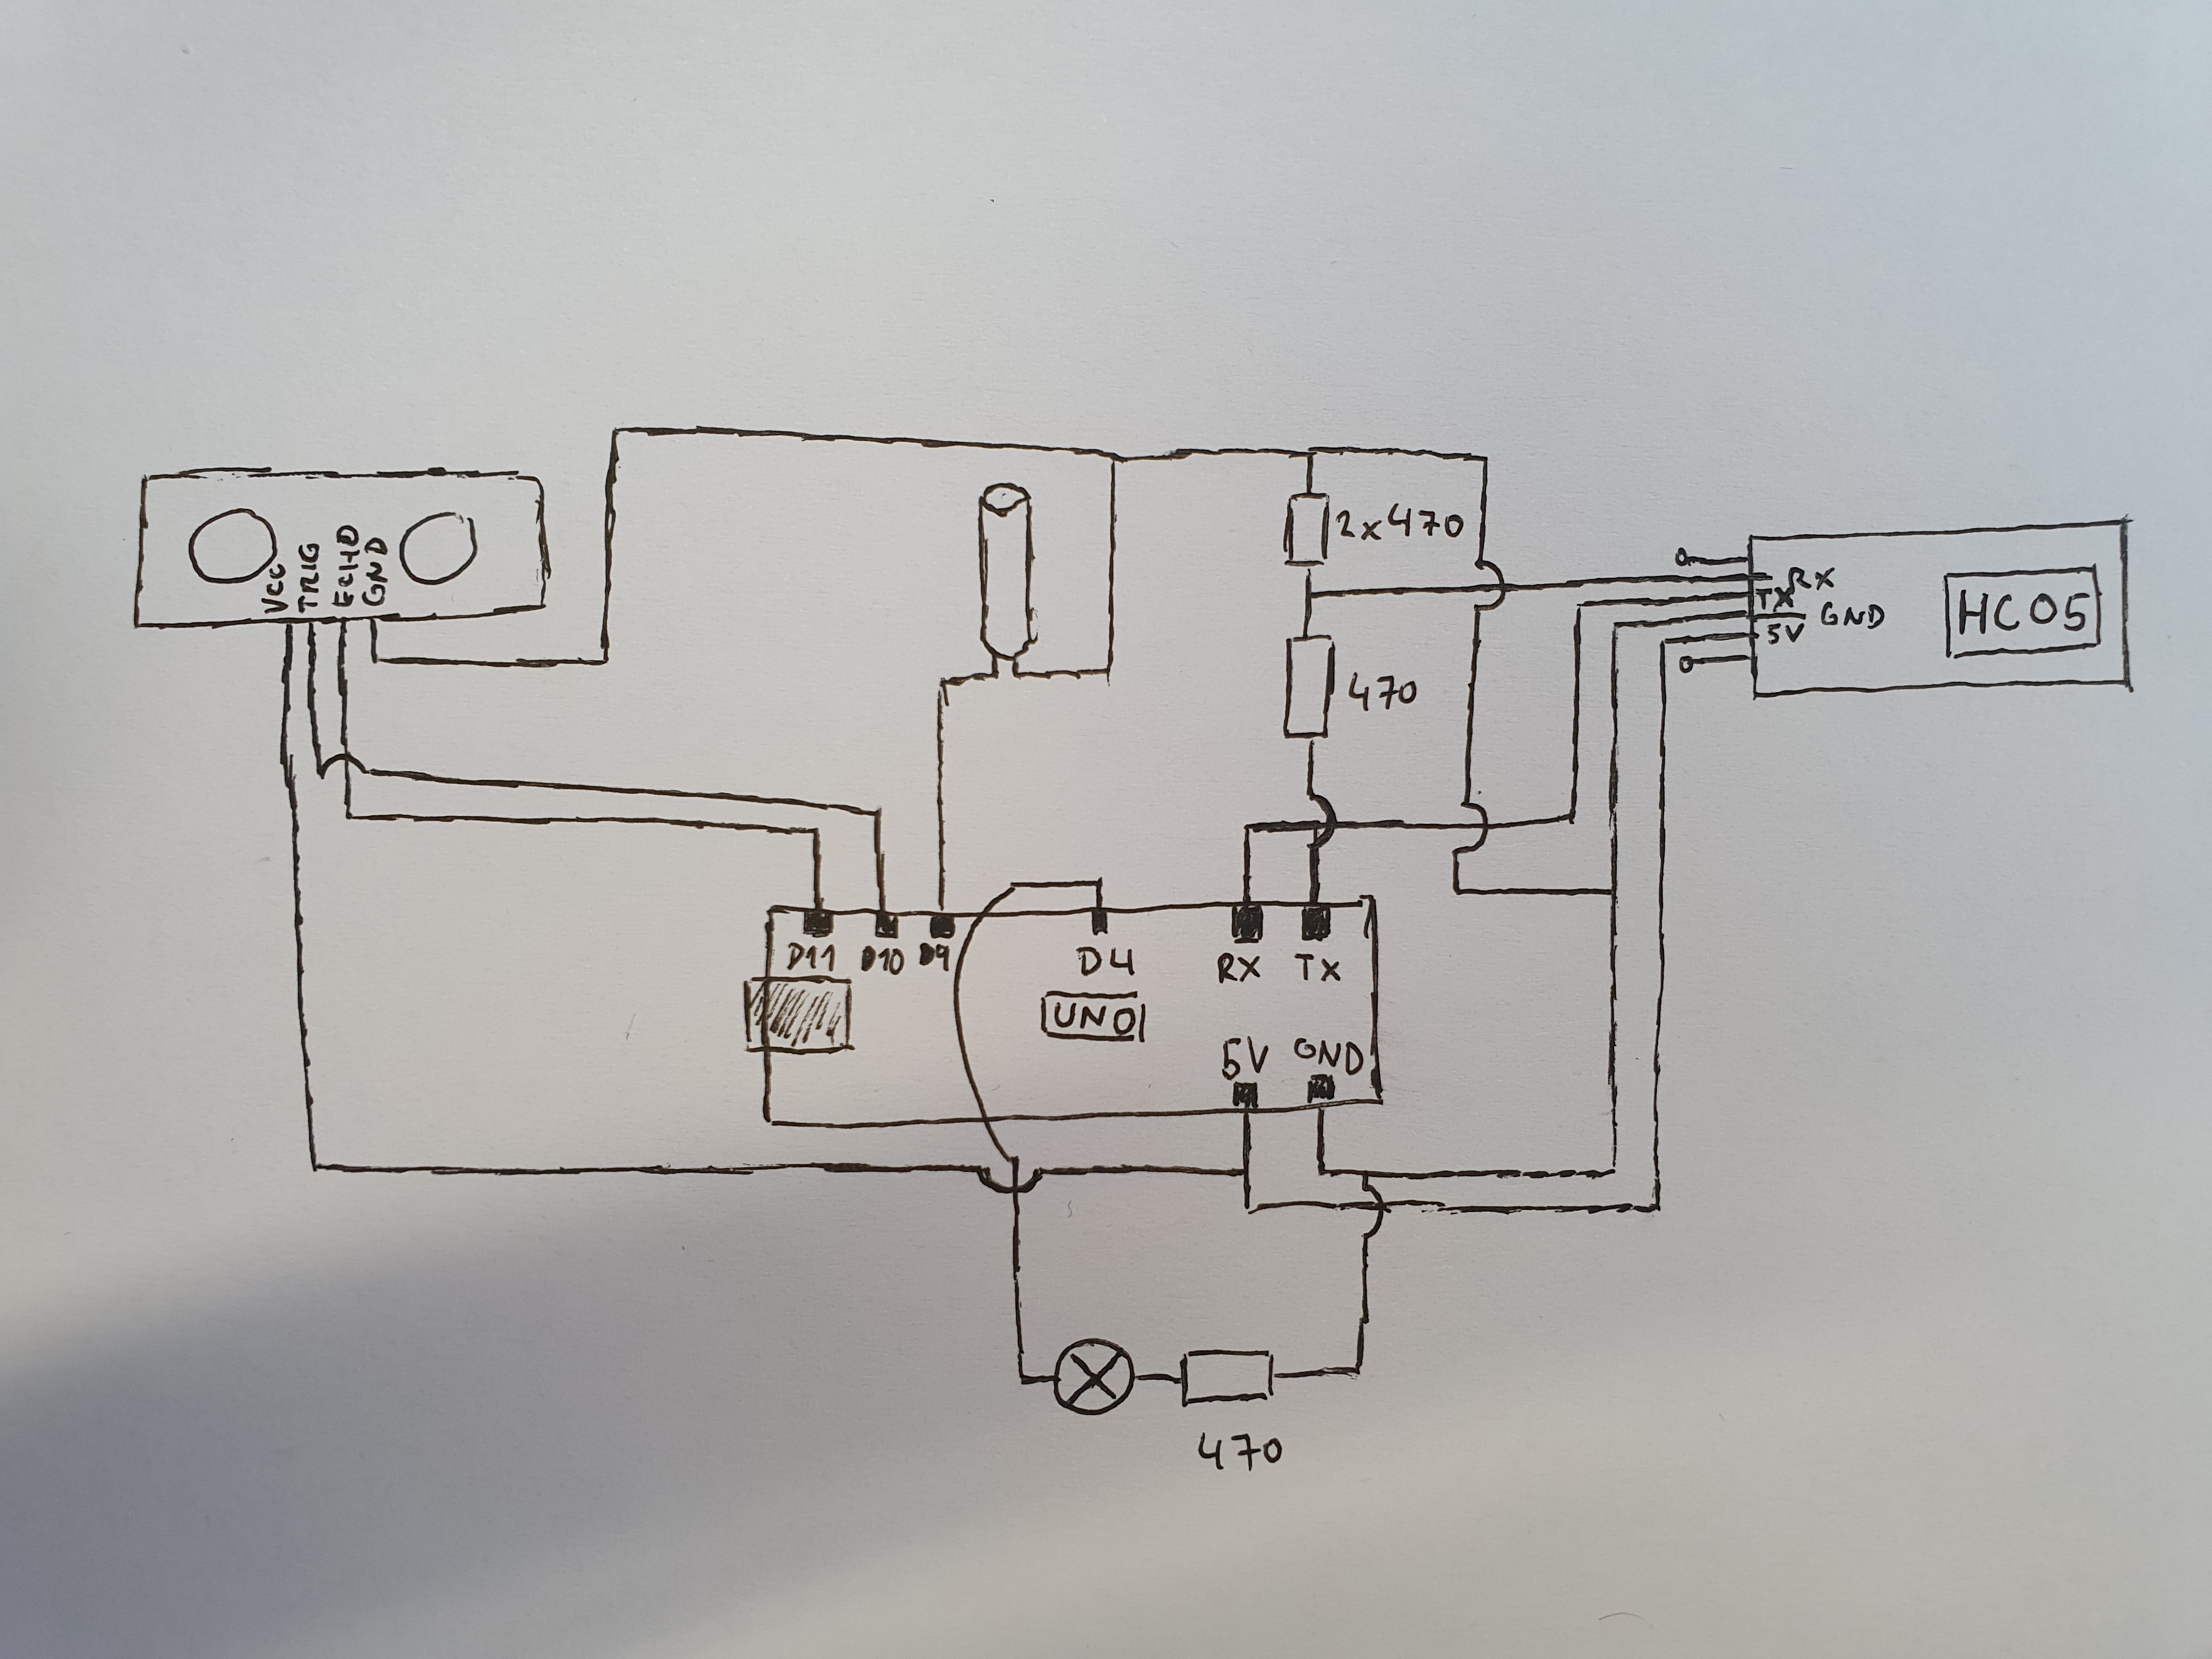 VCC
TRIG
ECHO
GND
2x470
470
RX
TX
GND
5V
HC05
D11 D10 D9 D4 RX TX
UNO
5V GND
470